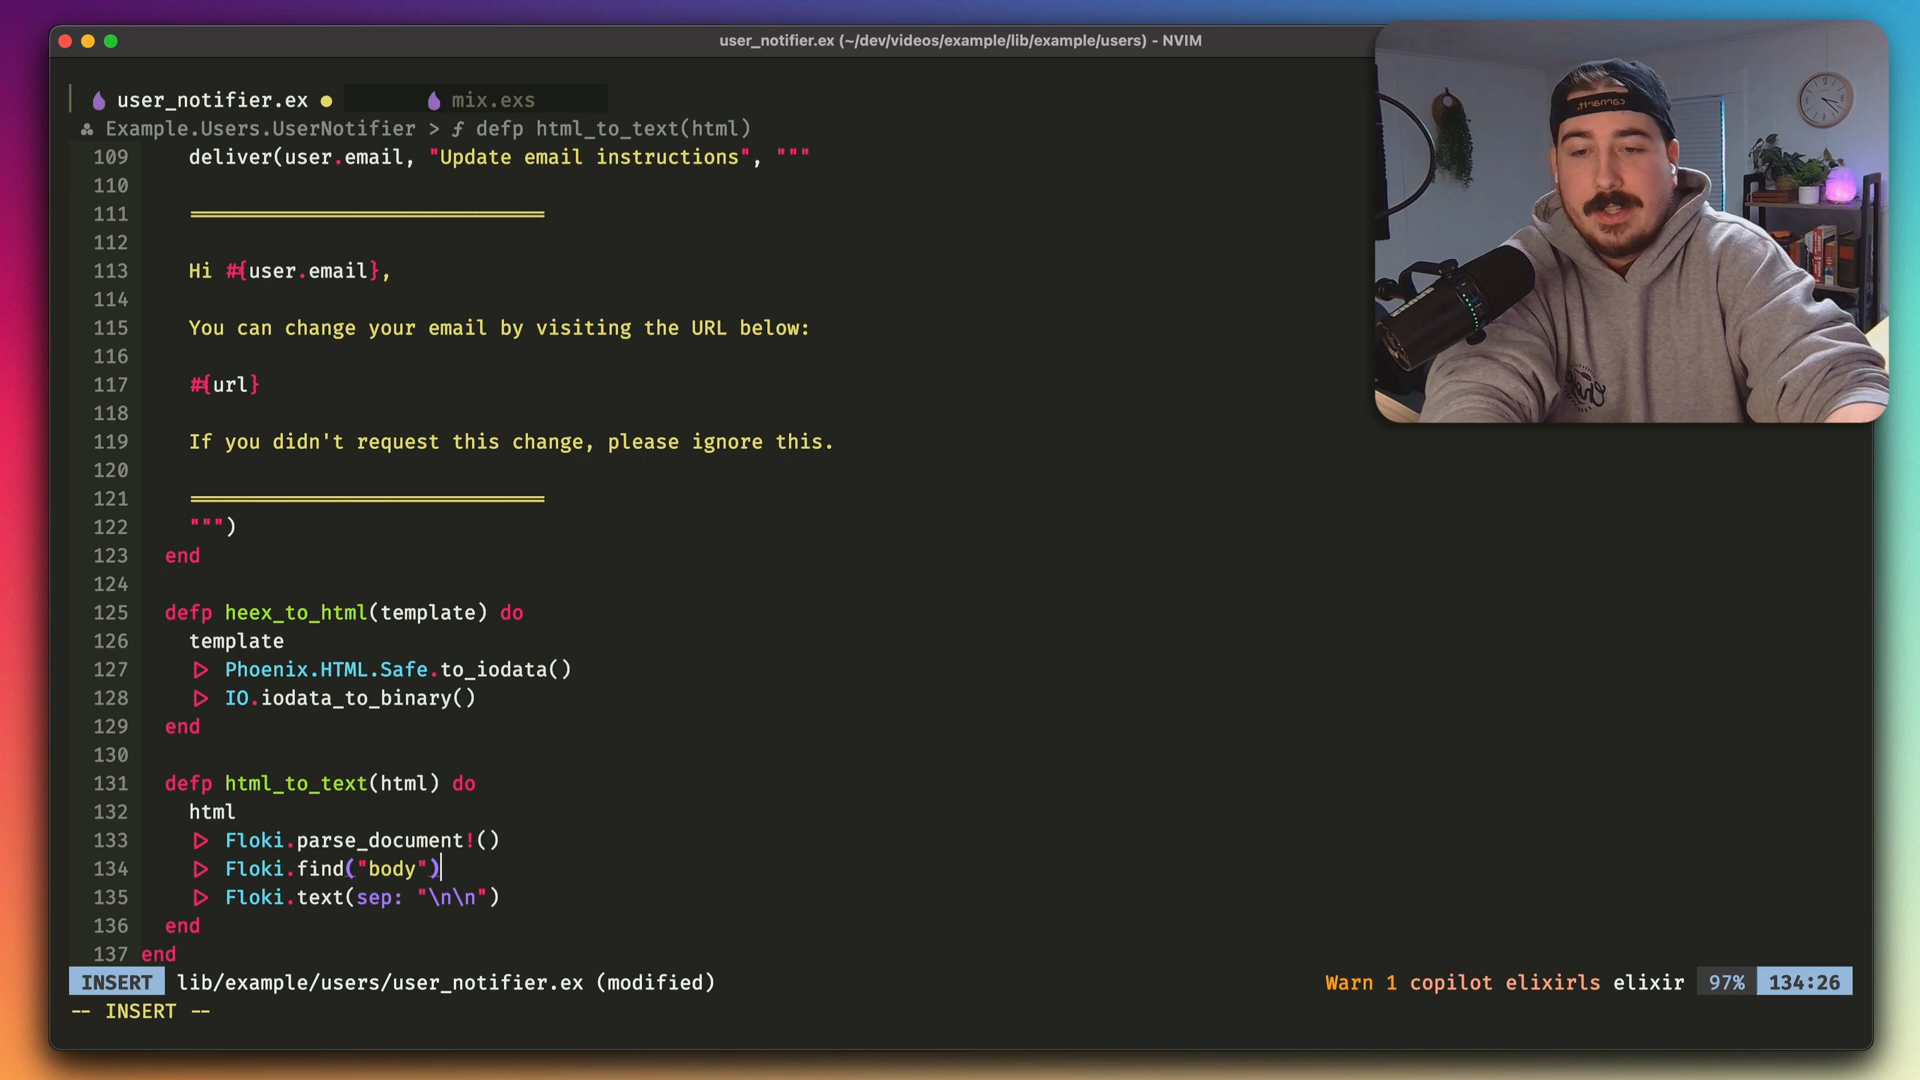 user_notifier.ex (~/dev/videos/example/lib/example/users) - NVIM
user_notifier.ex mix.exs
Example.Users.UserNotifier > ƒ defp html_to_text(html)
109 deliver(user.email, "Update email instructions", """
110
111 ==============================
112
113 Hi #{user.email},
114
115 You can change your email by visiting the URL below:
116
117 #{url}
118
119 If you didn't request this change, please ignore this.
120
121 ==============================
122 """)
123 end
124
125 defp heex_to_html(template) do
126 template
127 |> Phoenix.HTML.Safe.to_iodata()
128 |> IO.iodata_to_binary()
129 end
130
131 defp html_to_text(html) do
132 html
133 |> Floki.parse_document!()
134 |> Floki.find("body")
135 |> Floki.text(sep: "\n\n")
136 end
137 end
INSERT lib/example/users/user_notifier.ex (modified) Warn 1 copilot elixirls elixir 97% 134:26
-- INSERT --